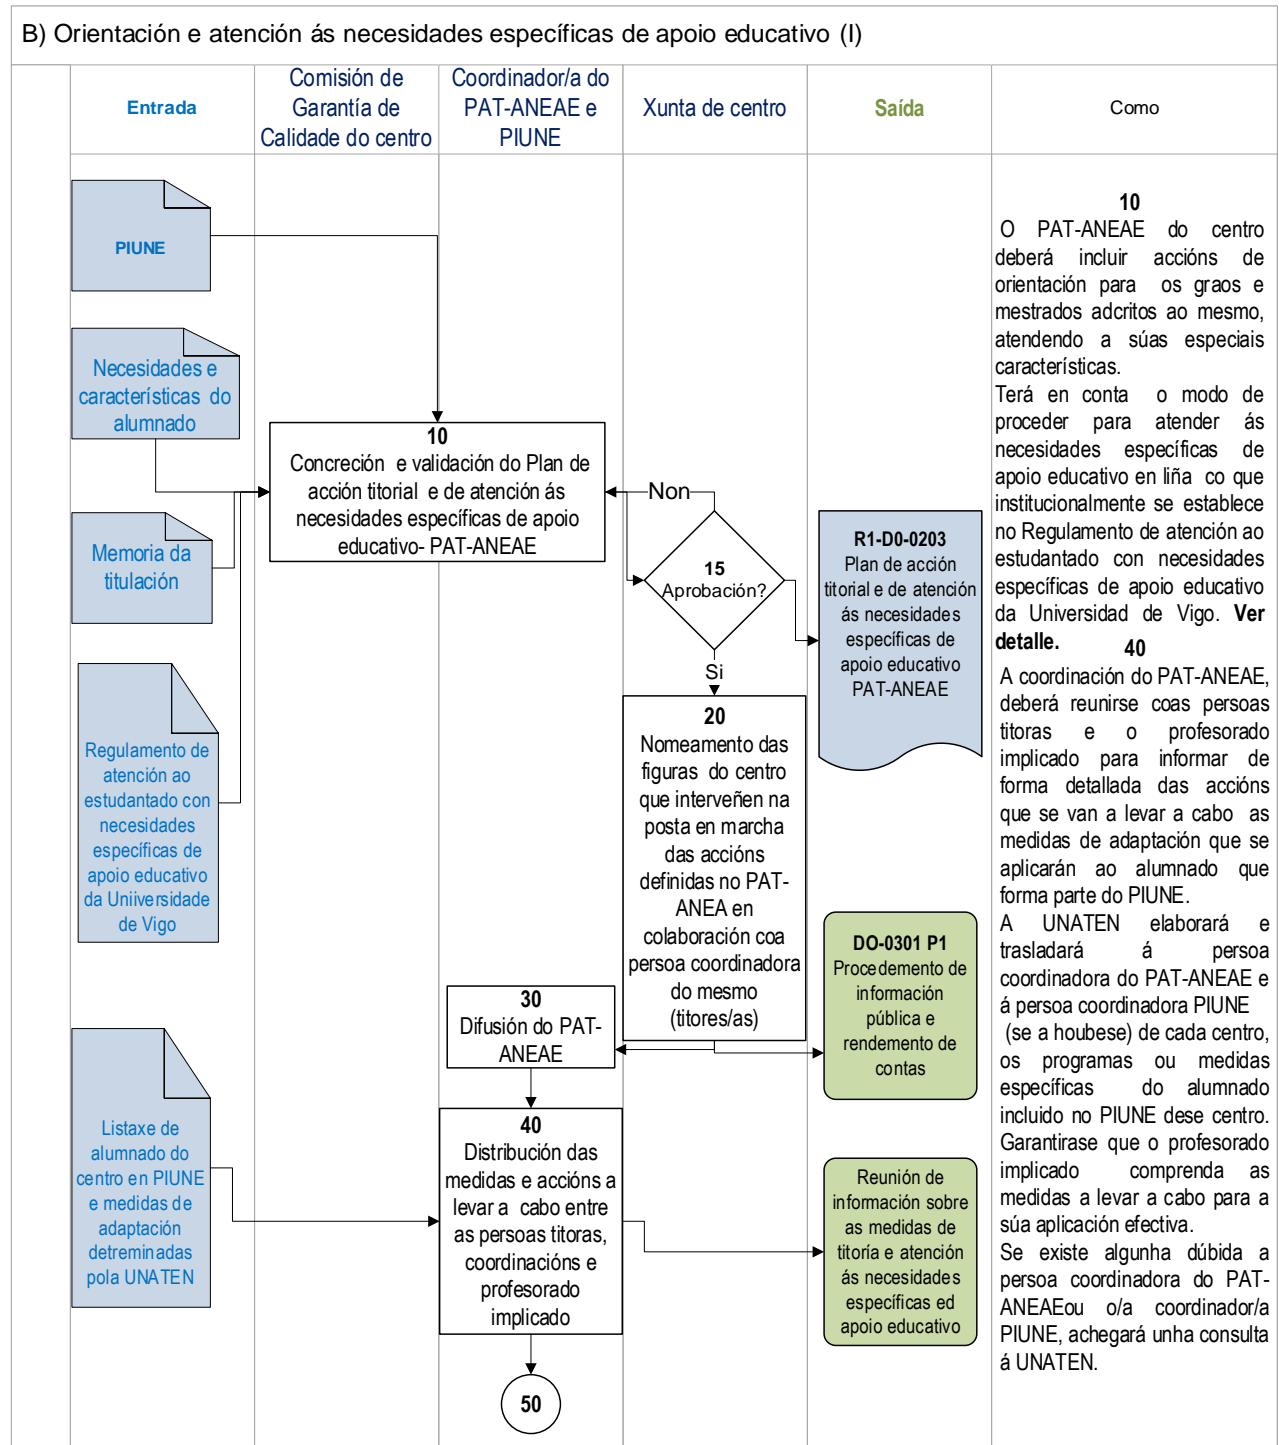 B) Orientación e atención ás necesidades específicas de apoio educativo (I)
Entrada
Comisión de
Garantía de
Calidade do centro
Coordinador/a do
PAT-ANEAE e
PIUNE
Xunta de centro
Saída
Como
PIUNE
Necesidades e
características do
alumnado
Memoria da
titulación
Regulamento de
atención ao
estudantado con
necesidades
específicas de
apoio educativo
da Uniiversidade
de Vigo
Listaxe de
alumnado do
centro en PIUNE
e medidas de
adaptación
detreminadas
pola UNATEN
10
Concreción e validación do Plan de
acción titorial e de atención ás
necesidades específicas de apoio
educativo- PAT-ANEAE
Non
15
Aprobación?
Si
20
Nomeamento das
figuras do centro
que interveñen na
posta en marcha
das accións
definidas no PAT-
ANEA en
colaboración coa
persoa coordinadora
do mesmo
(titores/as)
30
Difusión do PAT-
ANEAE
40
Distribución das
medidas e accións a
levar a cabo entre
as persoas titoras,
coordinacións e
profesorado
implicado
50
R1-D0-0203
Plan de acción
titorial e de atención
ás necesidades
específicas de
apoio educativo
PAT-ANEAE
DO-0301 P1
Procedemento de
información
pública e
rendemento de
contas
Reunión de
información sobre
as medidas de
titoría e atención
ás necesidades
específicas ed
apoio educativo
10
O PAT-ANEAE do centro
deberá incluir accións de
orientación para os graos e
mestrados adcritos ao mesmo,
atendendo a súas especiais
características.
Terá en conta o modo de
proceder para atender ás
necesidades específicas de
apoio educativo en liña co que
institucionalmente se establece
no Regulamento de atención ao
estudantado con necesidades
específicas de apoio educativo
da Universidad de Vigo. Ver
detalle.
40
A coordinación do PAT-ANEAE,
deberá reunirse coas persoas
titoras e o profesorado
implicado para informar de
forma detallada das accións
que se van a levar a cabo as
medidas de adaptación que se
aplicarán ao alumnado que
forma parte do PIUNE.
A UNATEN elaborará e
trasladará á persoa
coordinadora do PAT-ANEAE e
á persoa coordinadora PIUNE
(se a houbese) de cada centro,
os programas ou medidas
específicas do alumnado
incluido no PIUNE dese centro.
Garantirase que o profesorado
implicado comprenda as
medidas a levar a cabo para a
súa aplicación efectiva.
Se existe algunha dúbida a
persoa coordinadora do PAT-
ANEAEou o/a coordinador/a
PIUNE, achegará unha consulta
á UNATEN.